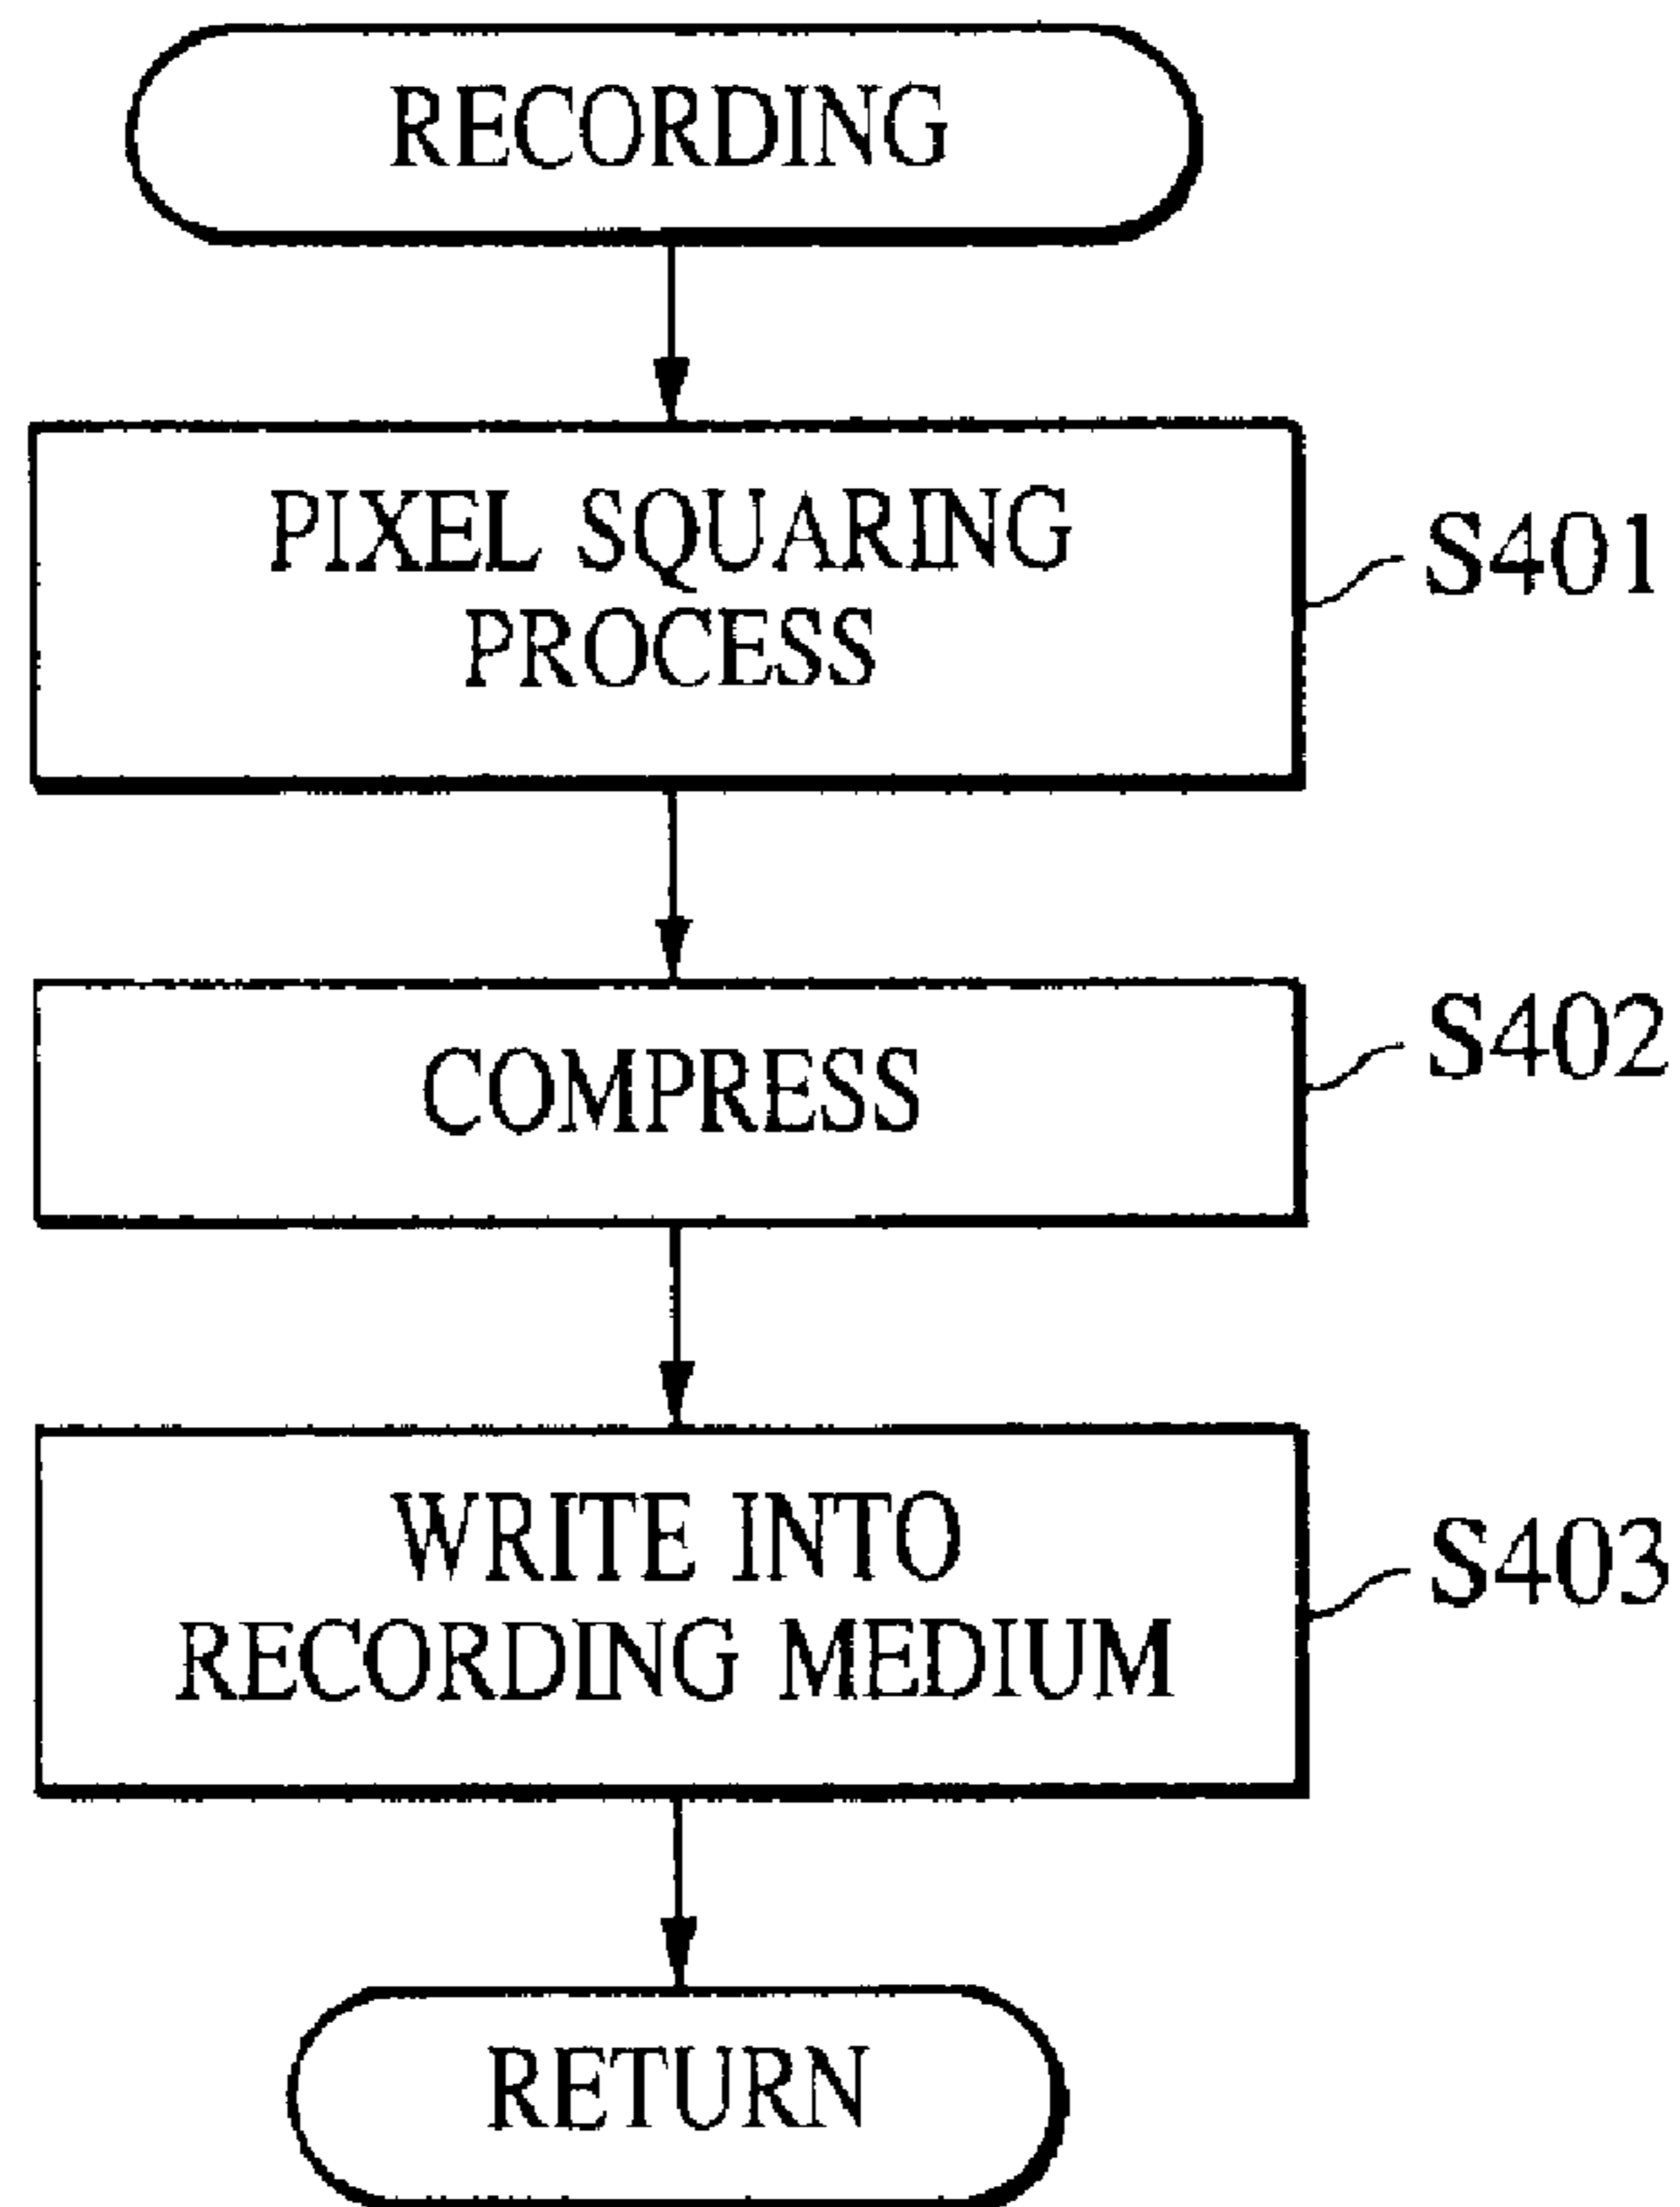 RECORDING
PIXEL SQUARING
PROCESS
S401
COMPRESS
S402
WRITE INTO
RECORDING MEDIUM
S403
RETURN